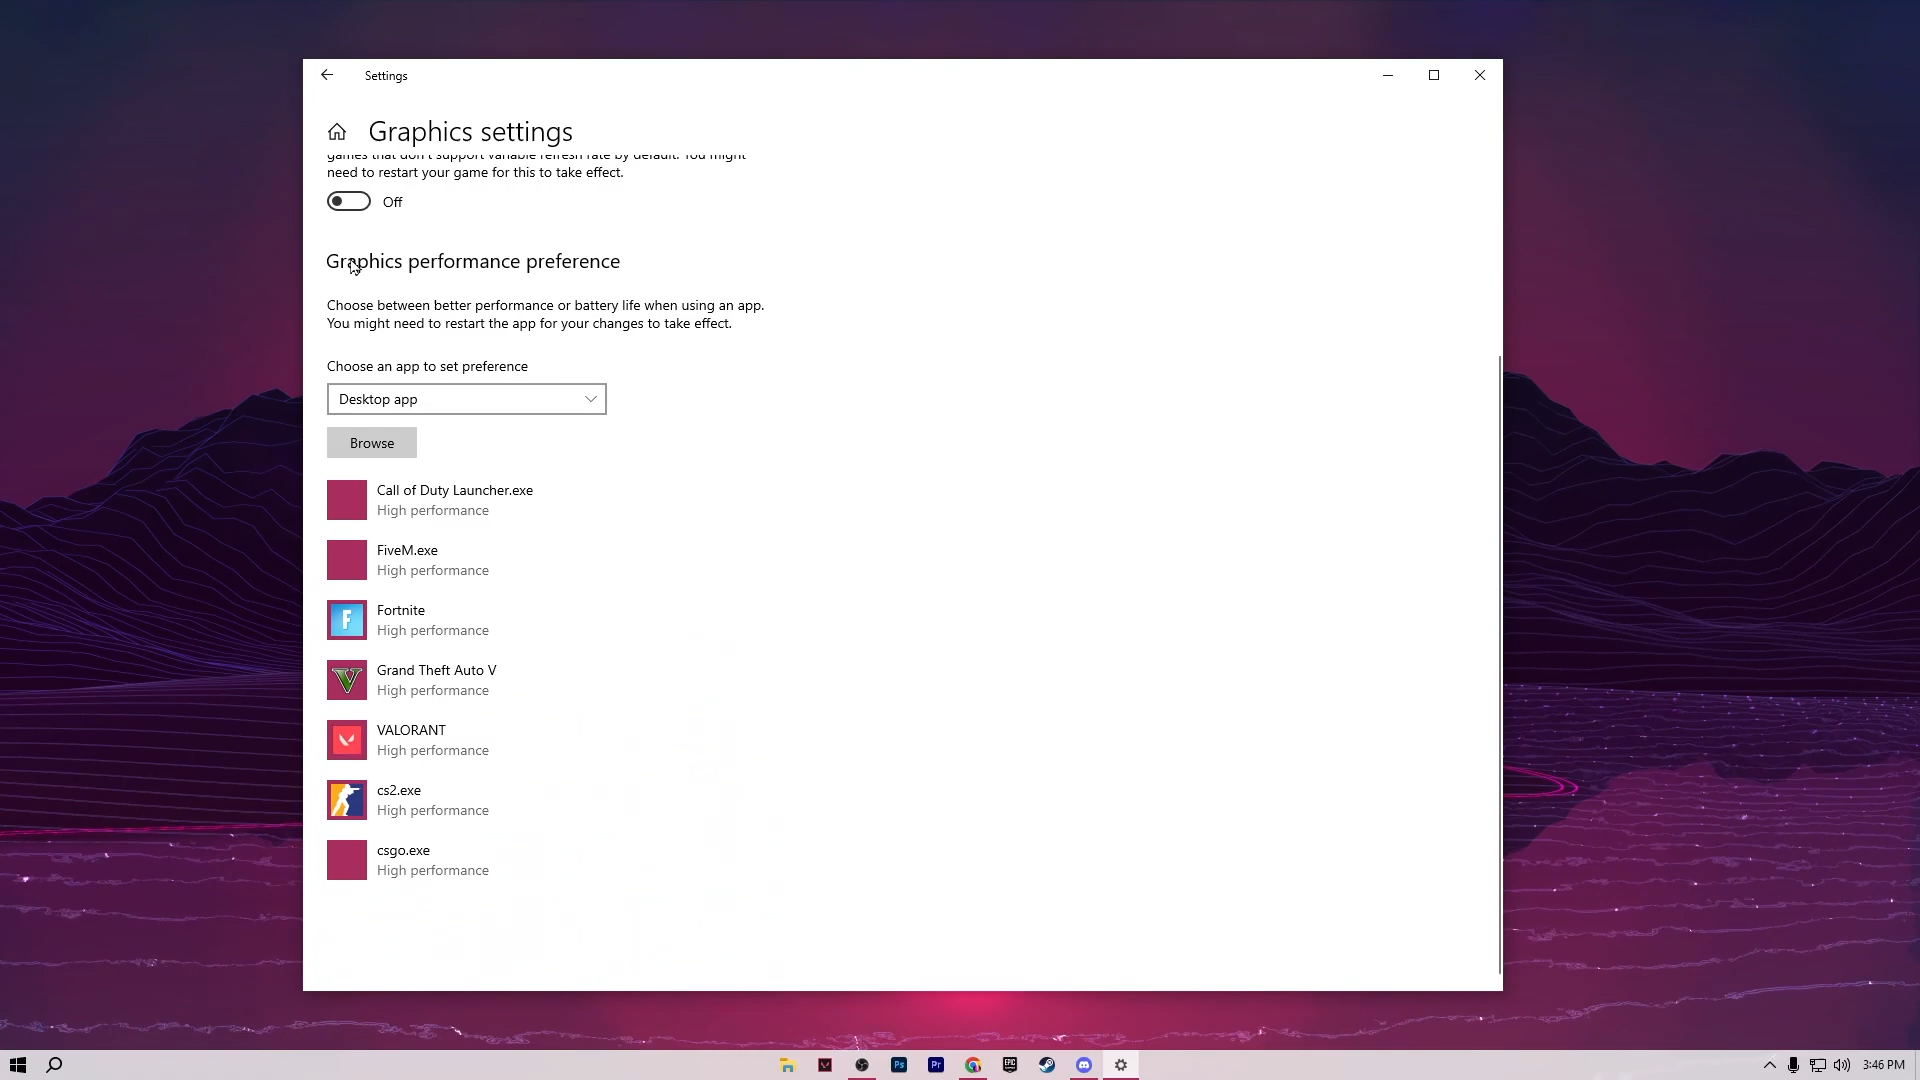 Settings
Graphics settings
games that don't support variable refresh rate by default. You might
need to restart your game for this to take effect.
Off
Graphics performance preference
Choose between better performance or battery life when using an app.
You might need to restart the app for your changes to take effect.
Choose an app to set preference
Desktop app
Browse
Call of Duty Launcher.exe
High performance
FiveM.exe
High performance
F
Fortnite
High performance
V
Grand Theft Auto V
High performance
VALORANT
High performance
cs2.exe
High performance
csgo.exe
High performance
Ps
Pr
EPIC
3:46 PM